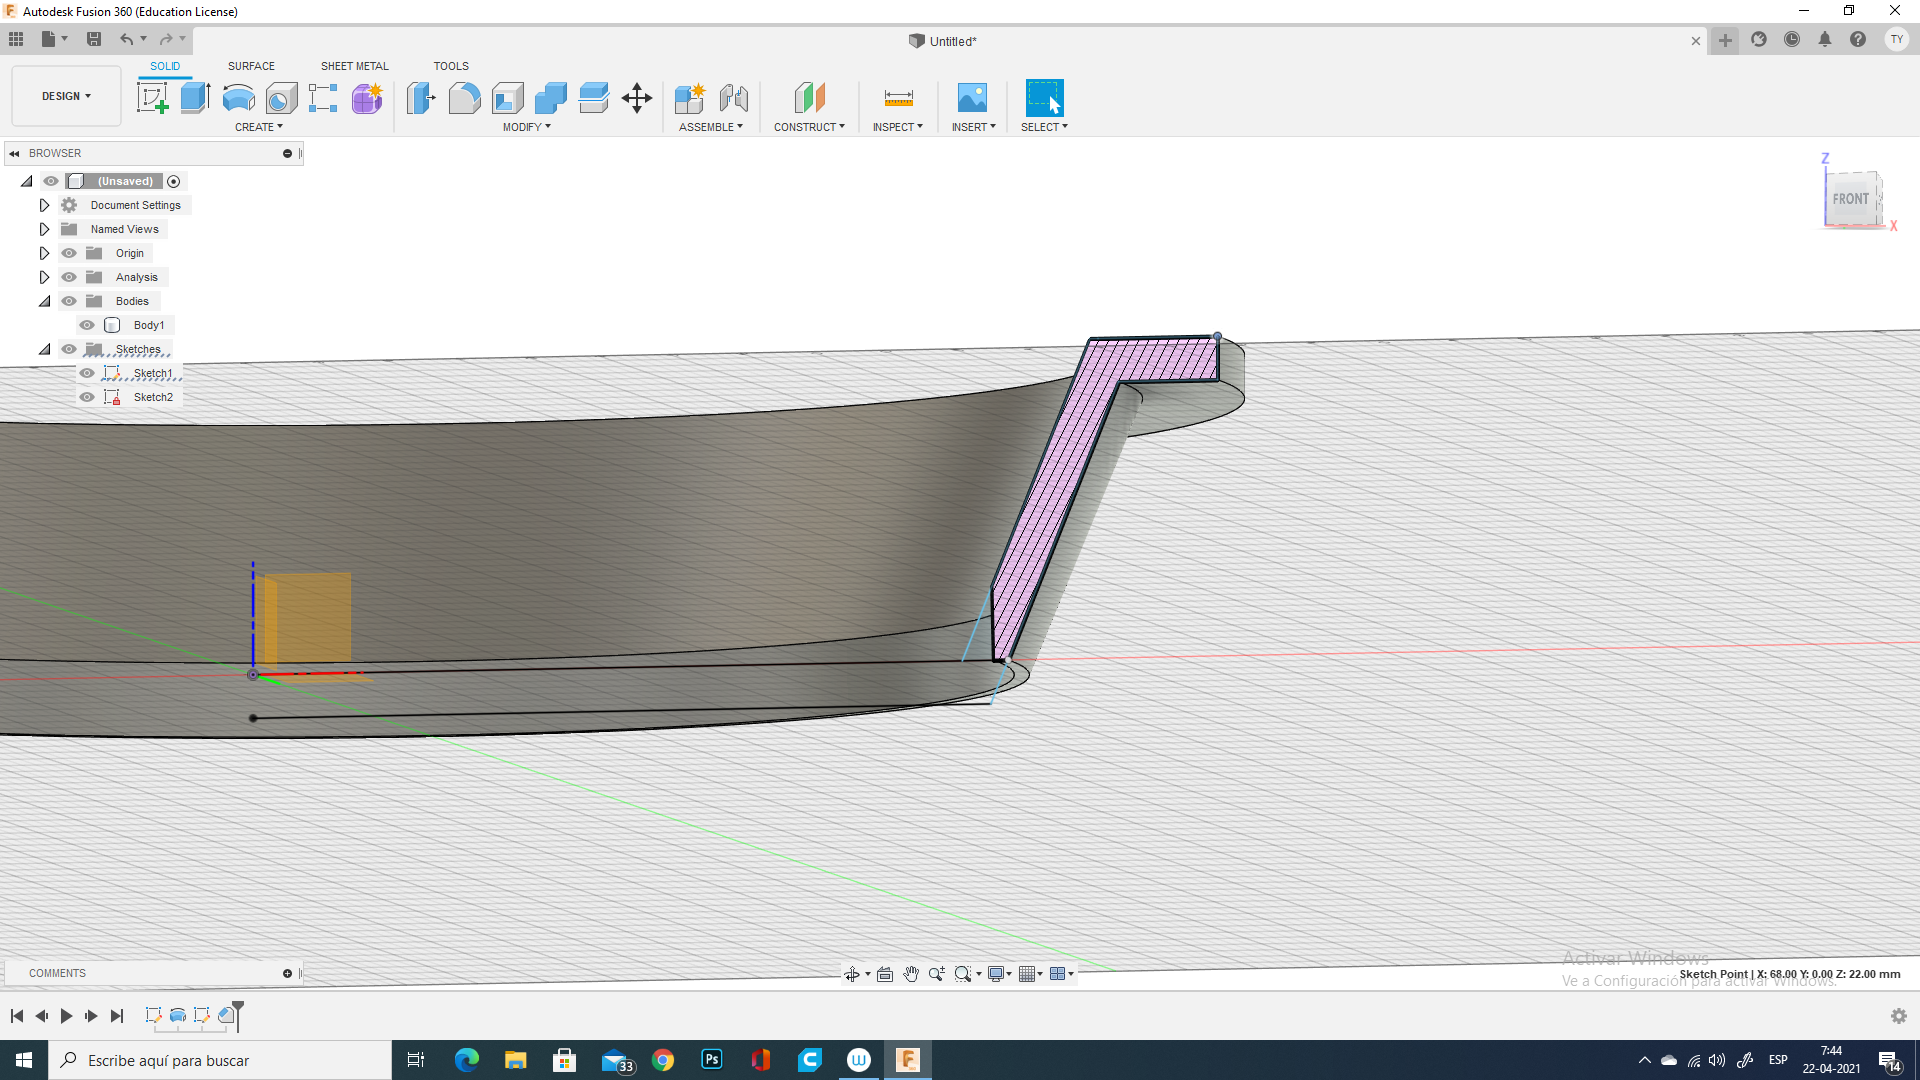 Autodesk Fusion 360 (Education License)
Untitled*
TY
DESIGN
SOLID
SURFACE
SHEET METAL
TOOLS
CREATE
MODIFY
ASSEMBLE
CONSTRUCT
INSPECT
INSERT
SELECT
BROWSER
(Unsaved)
Document Settings
Named Views
Origin
Analysis
Bodies
Body1
Sketches
Sketch1
Sketch2
Z
FRONT
X
Activar Windows
Ve a Configuración para activar Windows.
Sketch Point | X: 68.00 Y: 0.00 Z: 22.00 mm
COMMENTS
Escribe aquí para buscar
33
Ps
ESP
7:44
22-04-2021
14